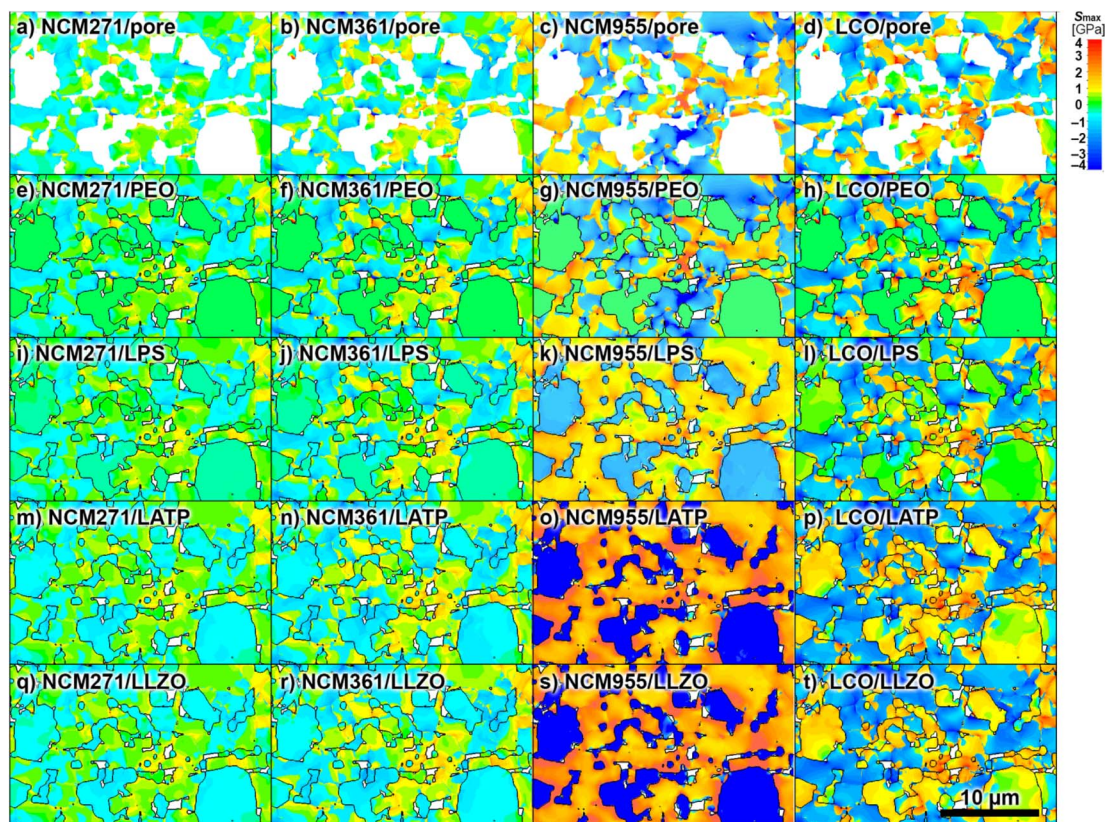 a) NCM271/pore b) NCM361/pore c) NCM955/pore d) LCO/pore
Smax
[GPa]
4
3
2
1
0
−1
−2
−3
−4
e) NCM271/PEO f) NCM361/PEO g) NCM955/PEO h) LCO/PEO
i) NCM271/LPS j) NCM361/LPS k) NCM955/LPS l) LCO/LPS
m) NCM271/LATP n) NCM361/LATP o) NCM955/LATP p) LCO/LATP
q) NCM271/LLZO r) NCM361/LLZO s) NCM955/LLZO t) LCO/LLZO
10 μm